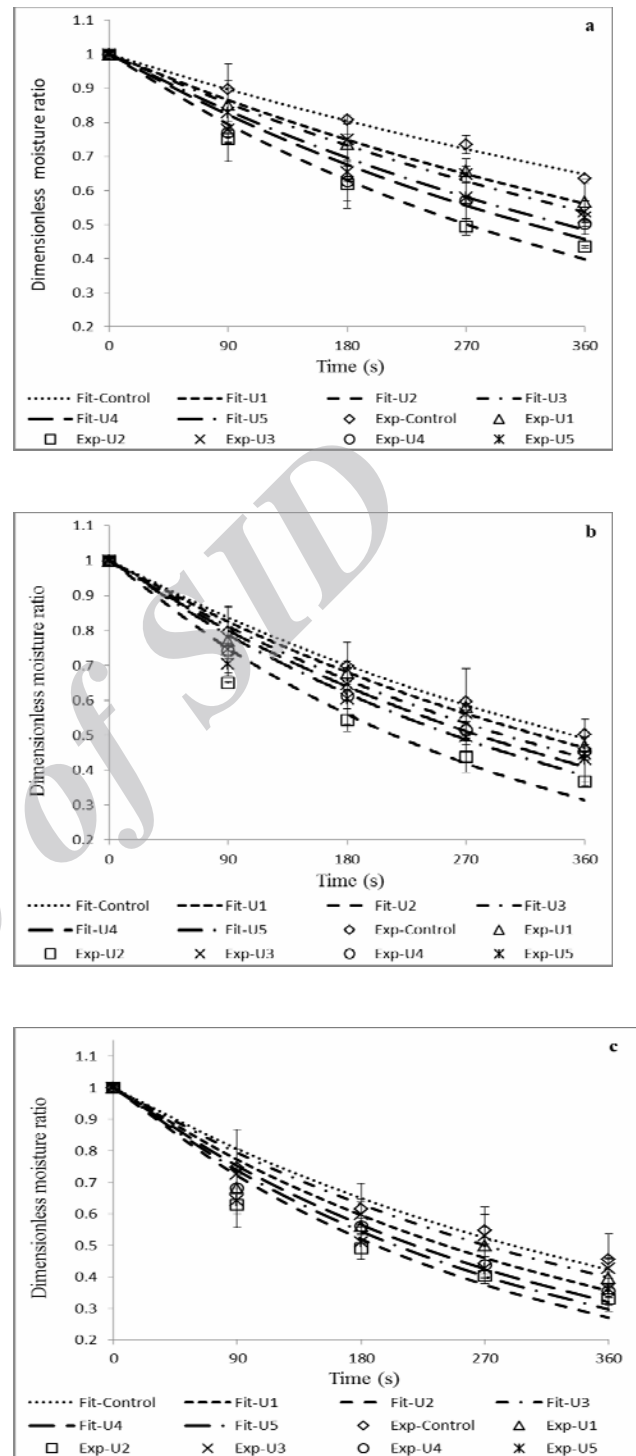 a
1.1
1
0.9
0.8
0.7
0.6
0.5
0.4
0.3
0.2
Dimensionless moisture ratio
0 90 180 270 360
Time (s)
Fit-Control Fit-U1 Fit-U2 Fit-U3
Fit-U4 Fit-U5 Exp-Control Exp-U1
Exp-U2 Exp-U3 Exp-U4 Exp-U5
b
1.1
1
0.9
0.8
0.7
0.6
0.5
0.4
0.3
0.2
Dimensionless moisture ratio
0 90 180 270 360
Time (s)
Fit-Control Fit-U1 Fit-U2 Fit-U3
Fit-U4 Fit-U5 Exp-Control Exp-U1
Exp-U2 Exp-U3 Exp-U4 Exp-U5
c
1.1
1
0.9
0.8
0.7
0.6
0.5
0.4
0.3
0.2
Dimensionless moisture ratio
0 90 180 270 360
Time (s)
Fit-Control Fit-U1 Fit-U2 Fit-U3
Fit-U4 Fit-U5 Exp-Control Exp-U1
Exp-U2 Exp-U3 Exp-U4 Exp-U5
of SID